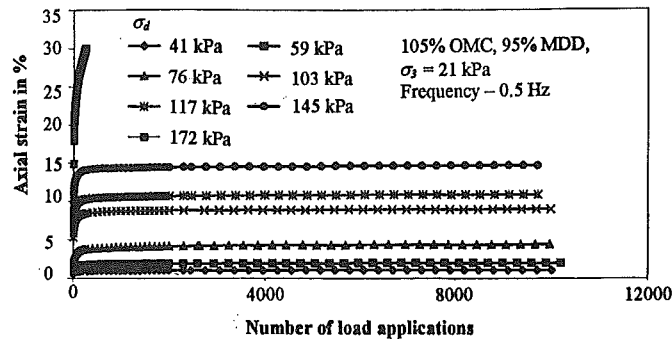 σd
41 kPa
59 kPa
76 kPa
103 kPa
117 kPa
145 kPa
172 kPa
105% OMC, 95% MDD,
σ3 = 21 kPa
Frequency – 0.5 Hz
Axial strain in %
35
30
25
20
15
10
5
0
0
4000
8000
12000
Number of load applications